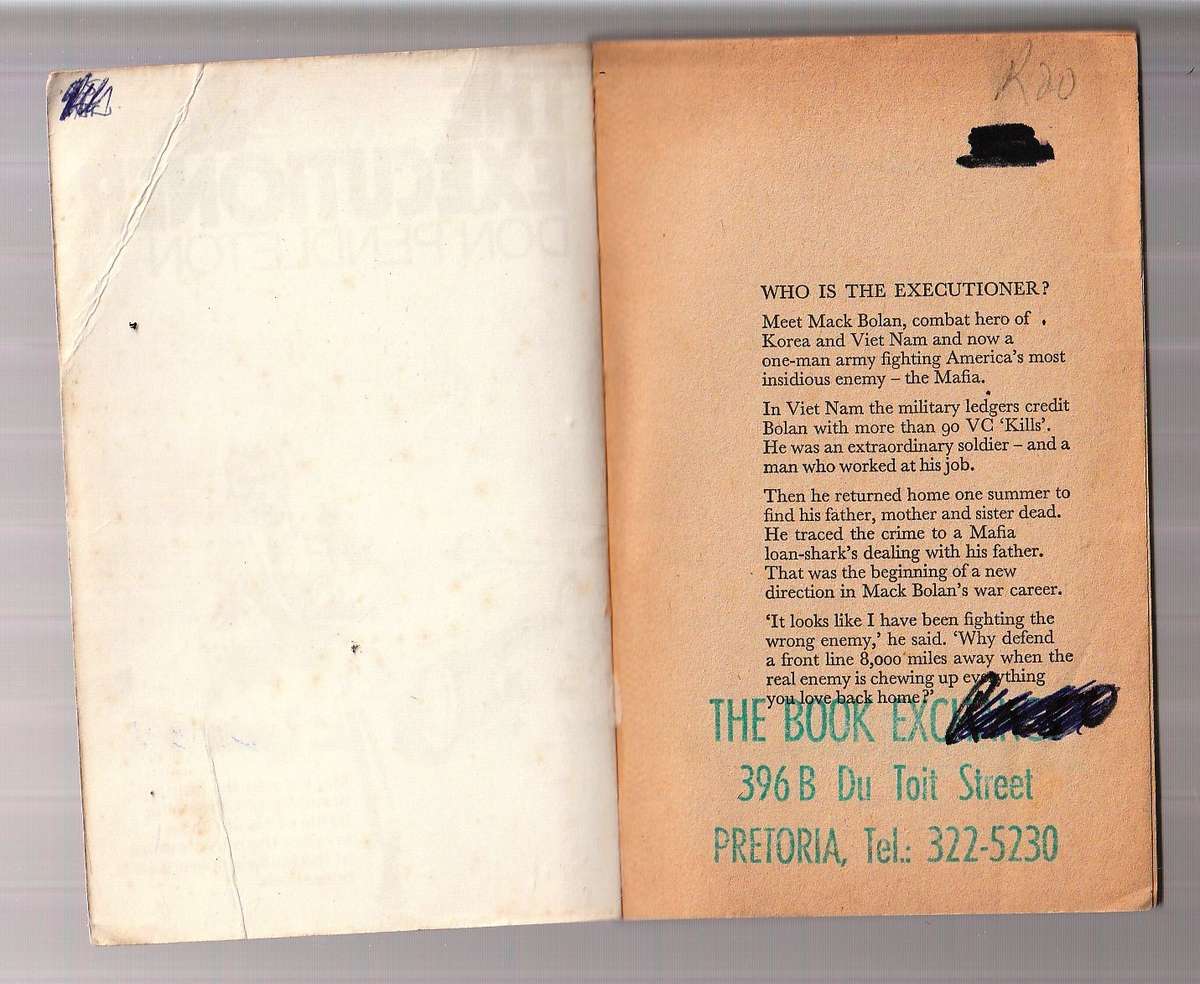 EXECUTIONER
DON PENDLETON
R20
WHO IS THE EXECUTIONER?
Meet Mack Bolan, combat hero of
Korea and Viet Nam and now a
one-man army fighting America's most
insidious enemy – the Mafia.
In Viet Nam the military ledgers credit
Bolan with more than 90 VC ‘Kills’.
He was an extraordinary soldier – and a
man who worked at his job.
Then he returned home one summer to
find his father, mother and sister dead.
He traced the crime to a Mafia
loan-shark's dealing with his father.
That was the beginning of a new
direction in Mack Bolan's war career.
‘It looks like I have been fighting the
wrong enemy,’ he said. ‘Why defend
a front line 8,000 miles away when the
real enemy is chewing up everything
you love back home?’
THE BOOK EXCHANGE
396 B Du Toit Street
PRETORIA, Tel.: 322-5230